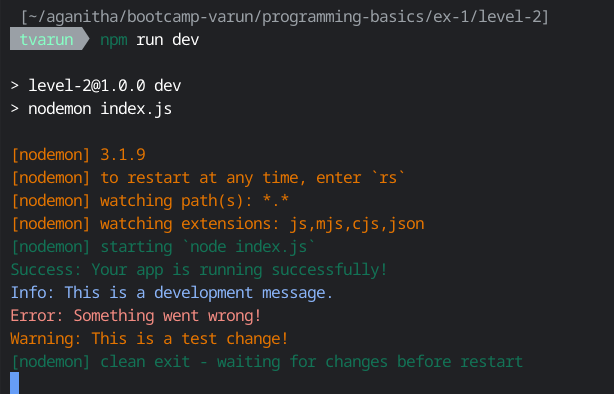 [~/aganitha/bootcamp-varun/programming-basics/ex-1/level-2]
tvarun npm run dev
> level-2@1.0.0 dev
> nodemon index.js
[nodemon] 3.1.9
[nodemon] to restart at any time, enter `rs`
[nodemon] watching path(s): *.*
[nodemon] watching extensions: js,mjs,cjs,json
[nodemon] starting `node index.js`
Success: Your app is running successfully!
Info: This is a development message.
Error: Something went wrong!
Warning: This is a test change!
[nodemon] clean exit - waiting for changes before restart